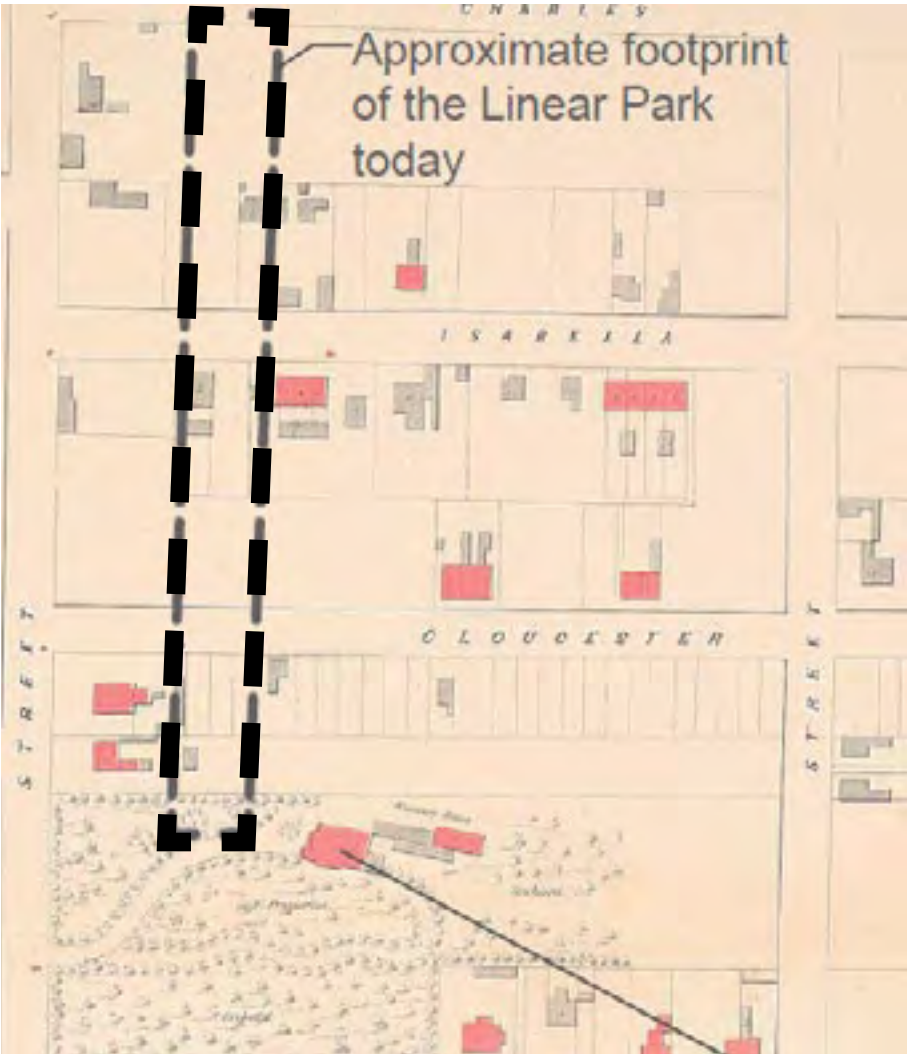 CHARLES
Approximate footprint
of the Linear Park
today
ISABELLA
GLOUCESTER
STREET
STREET